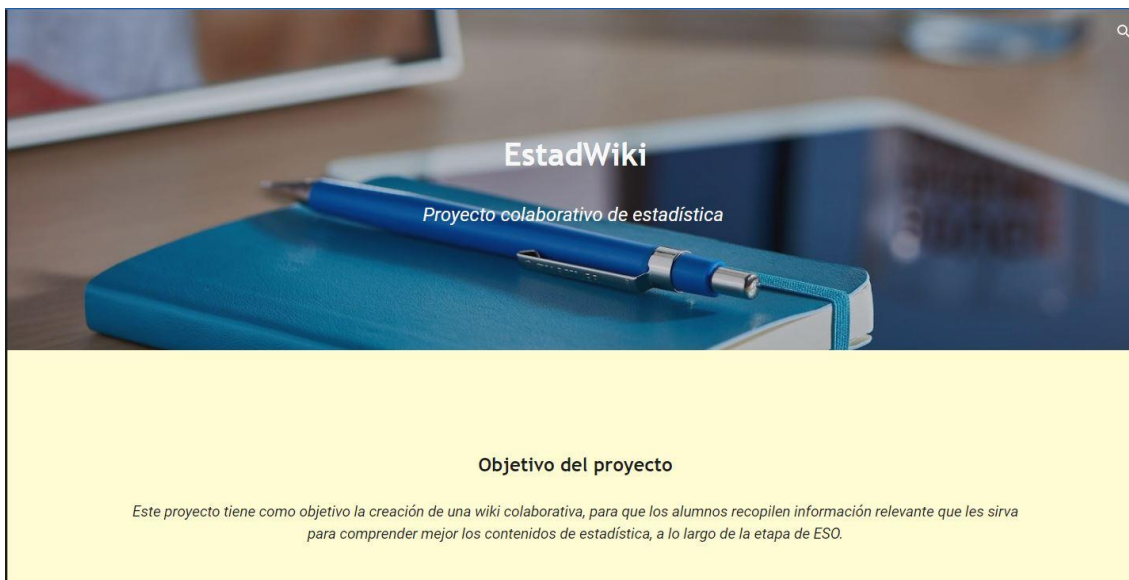 EstadWiki
Proyecto colaborativo de estadística
Objetivo del proyecto
Este proyecto tiene como objetivo la creación de una wiki colaborativa, para que los alumnos recopilen información relevante que les sirva
para comprender mejor los contenidos de estadística, a lo largo de la etapa de ESO.